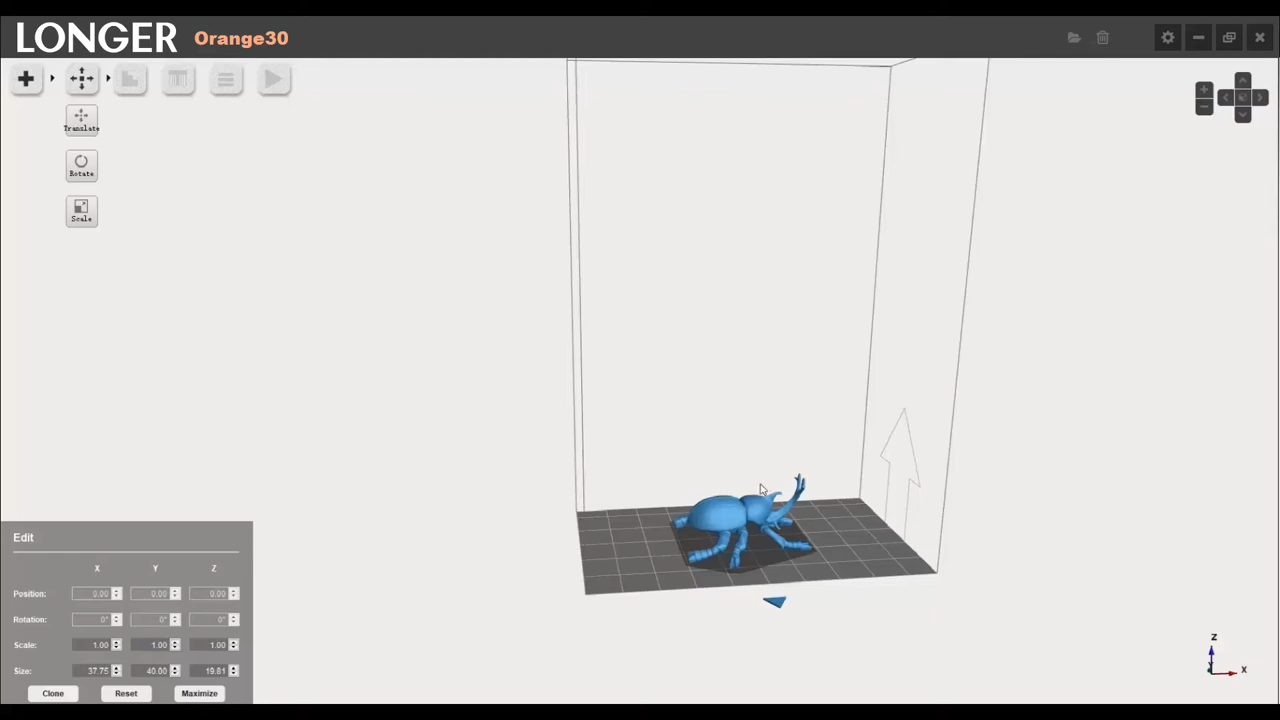 LONGER Orange30
Translate
Rotate
Scale
Edit
X Y Z
Position: 0.00 0.00 0.00
Rotation: 0° 0° 0°
Scale: 1.00 1.00 1.00
Size: 37.75 40.00 19.81
Clone Reset Maximize
Z
Y
X